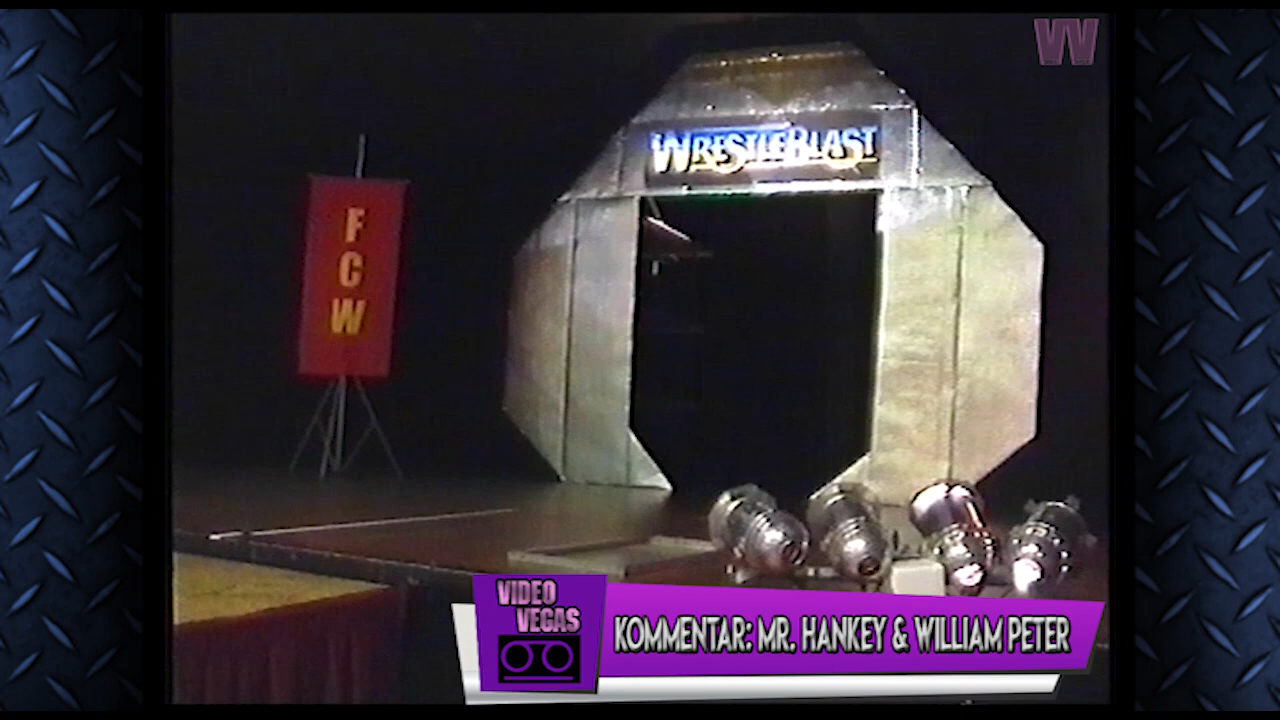 VV
WRESTLEBLAST
F
C
W
VIDEO
VEGAS
KOMMENTAR: MR. HANKEY & WILLIAM PETER